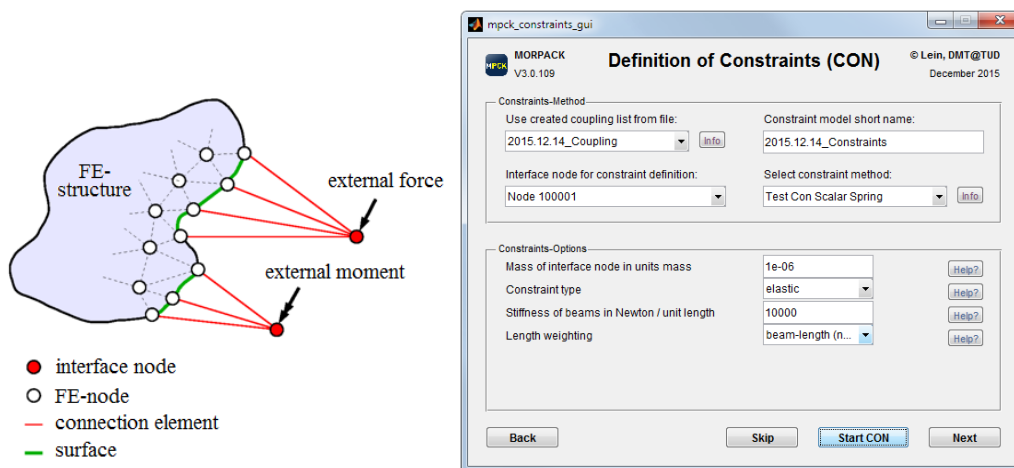 FE-
structure
external force
external moment
interface node
FE-node
connection element
surface
mpck_constraints_gui
MPCK
MORPACK
V3.0.109
Definition of Constraints (CON)
© Lein, DMT@TUD
December 2015
Constraints-Method
Use created coupling list from file:
Constraint model short name:
2015.12.14_Coupling
Info
2015.12.14_Constraints
Interface node for constraint definition:
Select constraint method:
Node 100001
Test Con Scalar Spring
Info
Constraints-Options
Mass of interface node in units mass
1e-06
Help?
Constraint type
elastic
Help?
Stiffness of beams in Newton / unit length
10000
Help?
Length weighting
beam-length (n...
Help?
Back
Skip
Start CON
Next